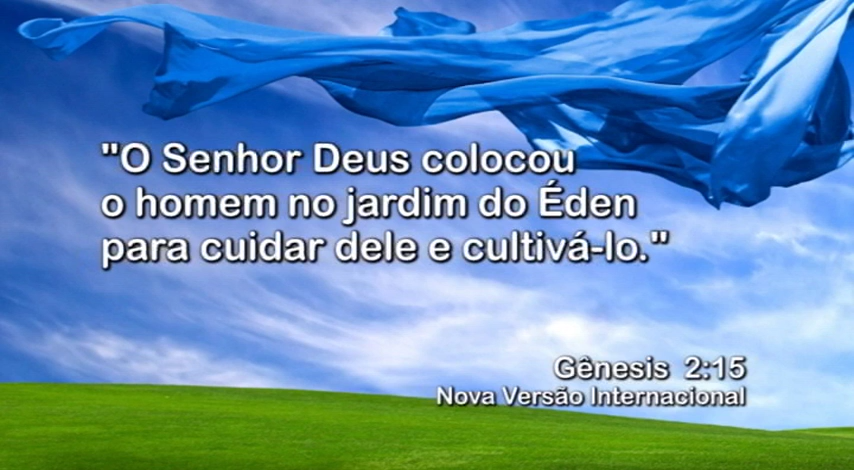 "O Senhor Deus colocou
o homem no jardim do Éden
para cuidar dele e cultivá-lo."
Gênesis 2:15
Nova Versão Internacional